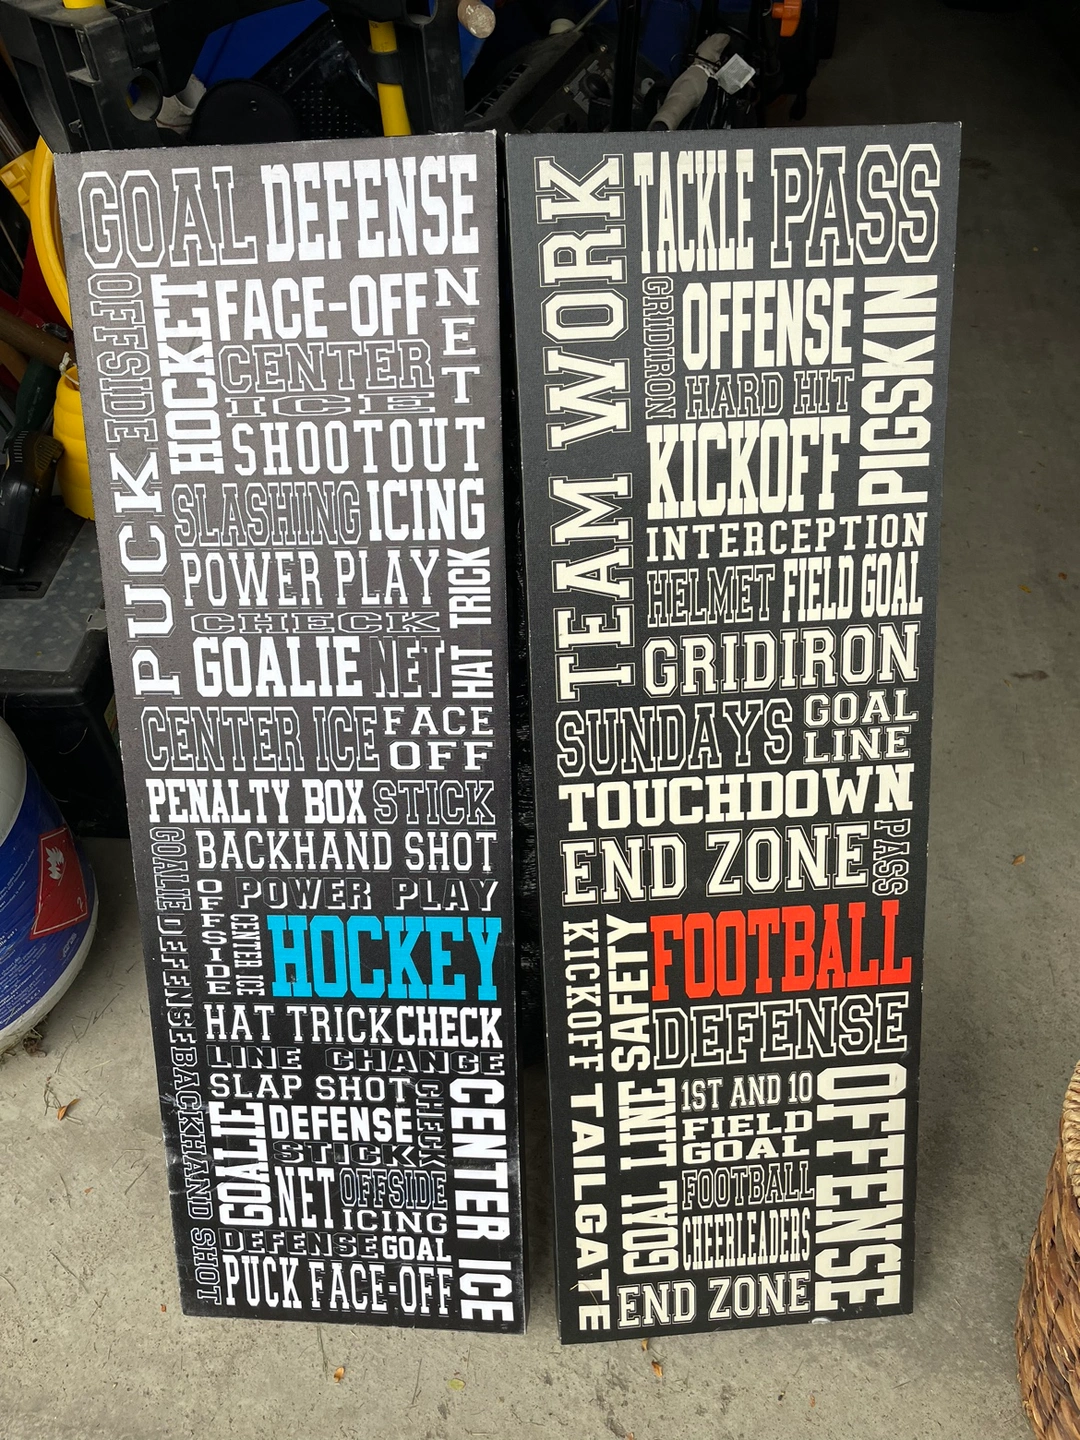 GOAL DEFENSE
OFFSIDE
HOCKET
FACE-OFF
NET
CENTER
ICE
SHOOTOUT
PUCK
SLASHING ICING
POWER PLAY
HAT TRICK
CHECK
GOALIE NET
CENTER ICE FACE
OFF
PENALTY BOX STICK
GOALIE DEFENSE BACKHAND SHOT
BACKHAND SHOT
OFFSIDE
POWER PLAY
CENTER ICE
HOCKEY
HAT TRICK CHECK
LINE CHANGE
SLAP SHOT
CHECK
CENTER ICE
GOALIE
DEFENSE
STICK
NET OFFSIDE
ICING
DEFENSE GOAL
PUCK FACE-OFF
TEAM WORK
TACKLE PASS
GRIDIRON
OFFENSE
PIGSKIN
HARD HIT
KICKOFF
INTERCEPTION
HELMET FIELD GOAL
GRIDIRON
SUNDAYS GOAL
LINE
TOUCHDOWN
END ZONE
PASS
KICKOFF TAILGATE
SAFETY
FOOTBALL
DEFENSE
GOAL LINE
1ST AND 10
OFFENSE
FIELD
GOAL
FOOTBALL
CHEERLEADERS
END ZONE